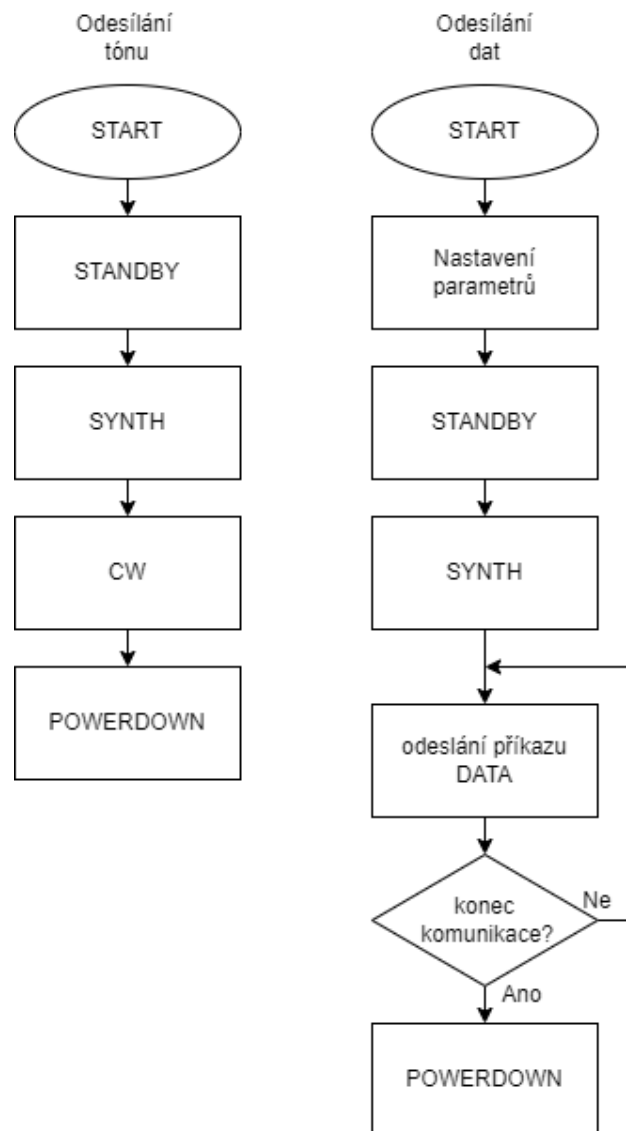 Odesílání
tónu
START
STANDBY
SYNTH
CW
POWERDOWN
Odesílání
dat
START
Nastavení
parametrů
STANDBY
SYNTH
odeslání příkazu
DATA
konec
komunikace?
Ne
Ano
POWERDOWN